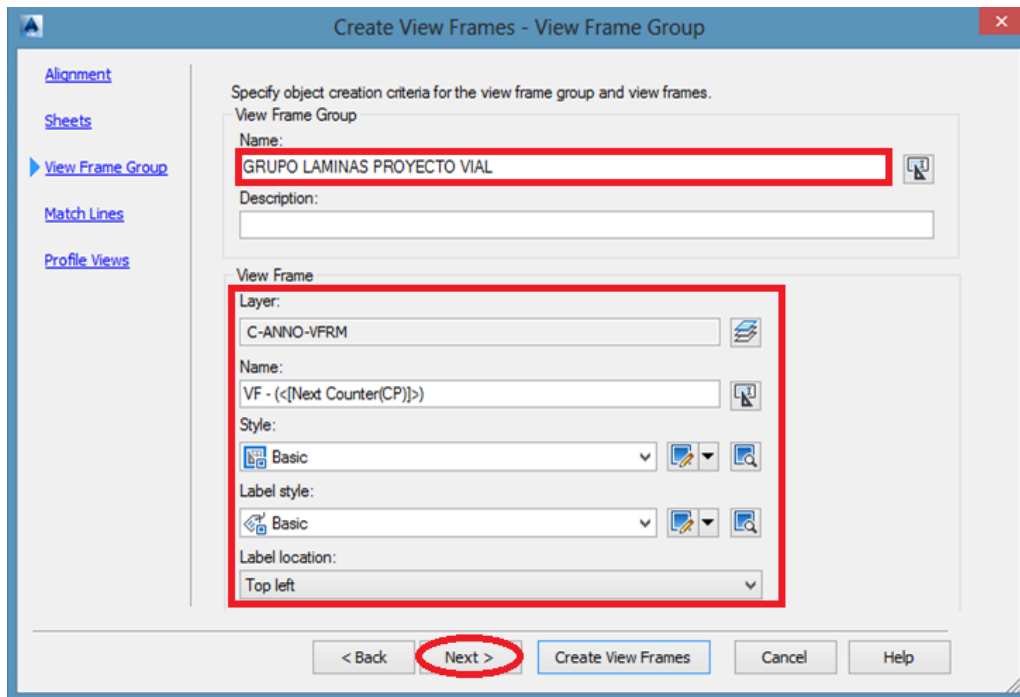 Create View Frames - View Frame Group
Alignment
Sheets
View Frame Group
Match Lines
Profile Views
Specify object creation criteria for the view frame group and view frames.
View Frame Group
Name:
GRUPO LAMINAS PROYECTO VIAL
Description:
View Frame
Layer:
C-ANNO-VFRM
Name:
VF - (<[Next Counter(CP)]>)
Style:
Basic
Label style:
Basic
Label location:
Top left
< Back
Next >
Create View Frames
Cancel
Help